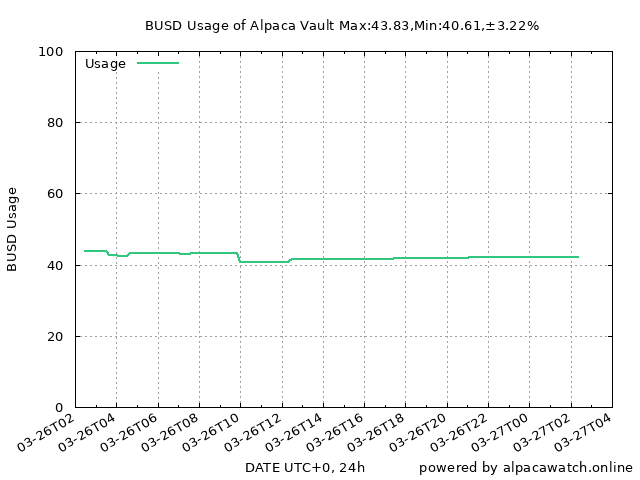 BUSD Usage of Alpaca Vault Max:43.83,Min:40.61,±3.22%
Usage
100
80
60
40
20
0
BUSD Usage
03-26T02
03-26T04
03-26T06
03-26T08
03-26T10
03-26T12
03-26T14
03-26T16
03-26T18
03-26T20
03-26T22
03-27T00
03-27T02
03-27T04
DATE UTC+0, 24h
powered by alpacawatch.online